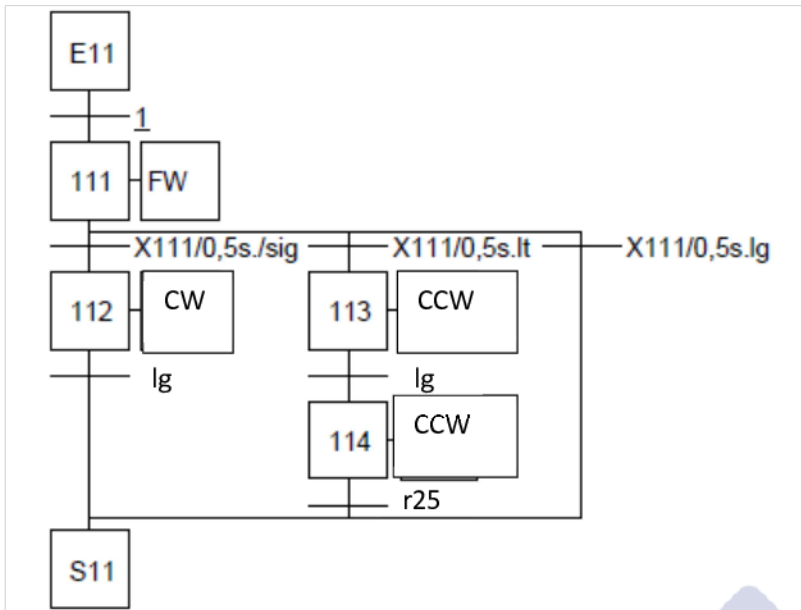 E11
1
111 FW
X111/0,5s./sig X111/0,5s.lt X111/0,5s.lg
112 CW 113 CCW
lg lg
114 CCW
r25
S11